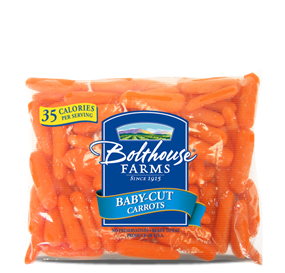 35 CALORIES
PER SERVING
Bolthouse
FARMS
SINCE 1915
BABY-CUT
CARROTS